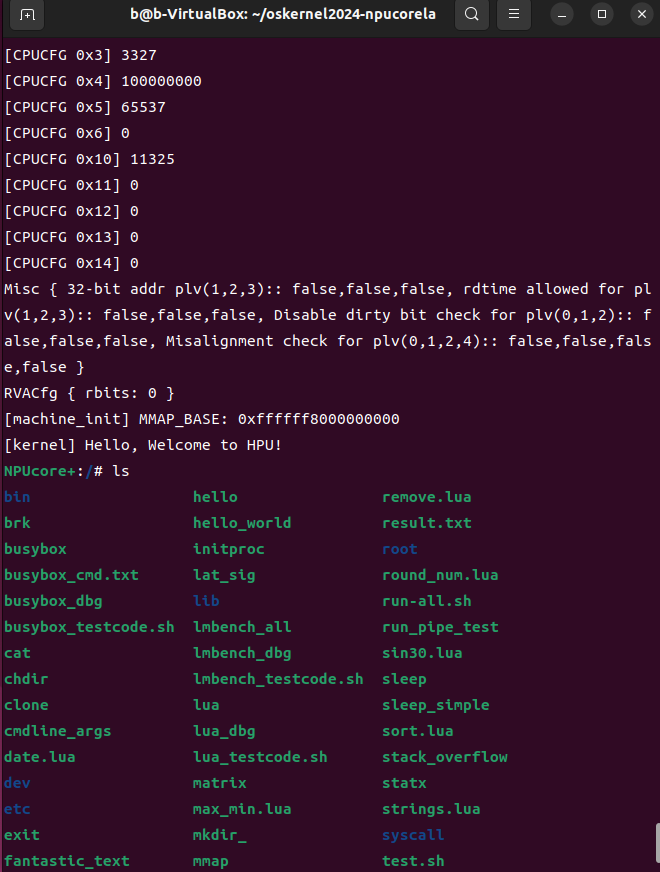 b@b-VirtualBox: ~/oskernel2024-npucorela
[CPUCFG 0x3] 3327
[CPUCFG 0x4] 100000000
[CPUCFG 0x5] 65537
[CPUCFG 0x6] 0
[CPUCFG 0x10] 11325
[CPUCFG 0x11] 0
[CPUCFG 0x12] 0
[CPUCFG 0x13] 0
[CPUCFG 0x14] 0
Misc { 32-bit addr plv(1,2,3):: false,false,false, rdtime allowed for pl
v(1,2,3):: false,false,false, Disable dirty bit check for plv(0,1,2):: f
alse,false,false, Misalignment check for plv(0,1,2,4):: false,false,fals
e,false }
RVACfg { rbits: 0 }
[machine_init] MMAP_BASE: 0xffffff8000000000
[kernel] Hello, Welcome to HPU!
NPUcore+:/# ls
bin hello remove.lua
brk hello_world result.txt
busybox initproc root
busybox_cmd.txt lat_sig round_num.lua
busybox_dbg lib run-all.sh
busybox_testcode.sh lmbench_all run_pipe_test
cat lmbench_dbg sin30.lua
chdir lmbench_testcode.sh sleep
clone lua sleep_simple
cmdline_args lua_dbg sort.lua
date.lua lua_testcode.sh stack_overflow
dev matrix statx
etc max_min.lua strings.lua
exit mkdir_ syscall
fantastic_text mmap test.sh